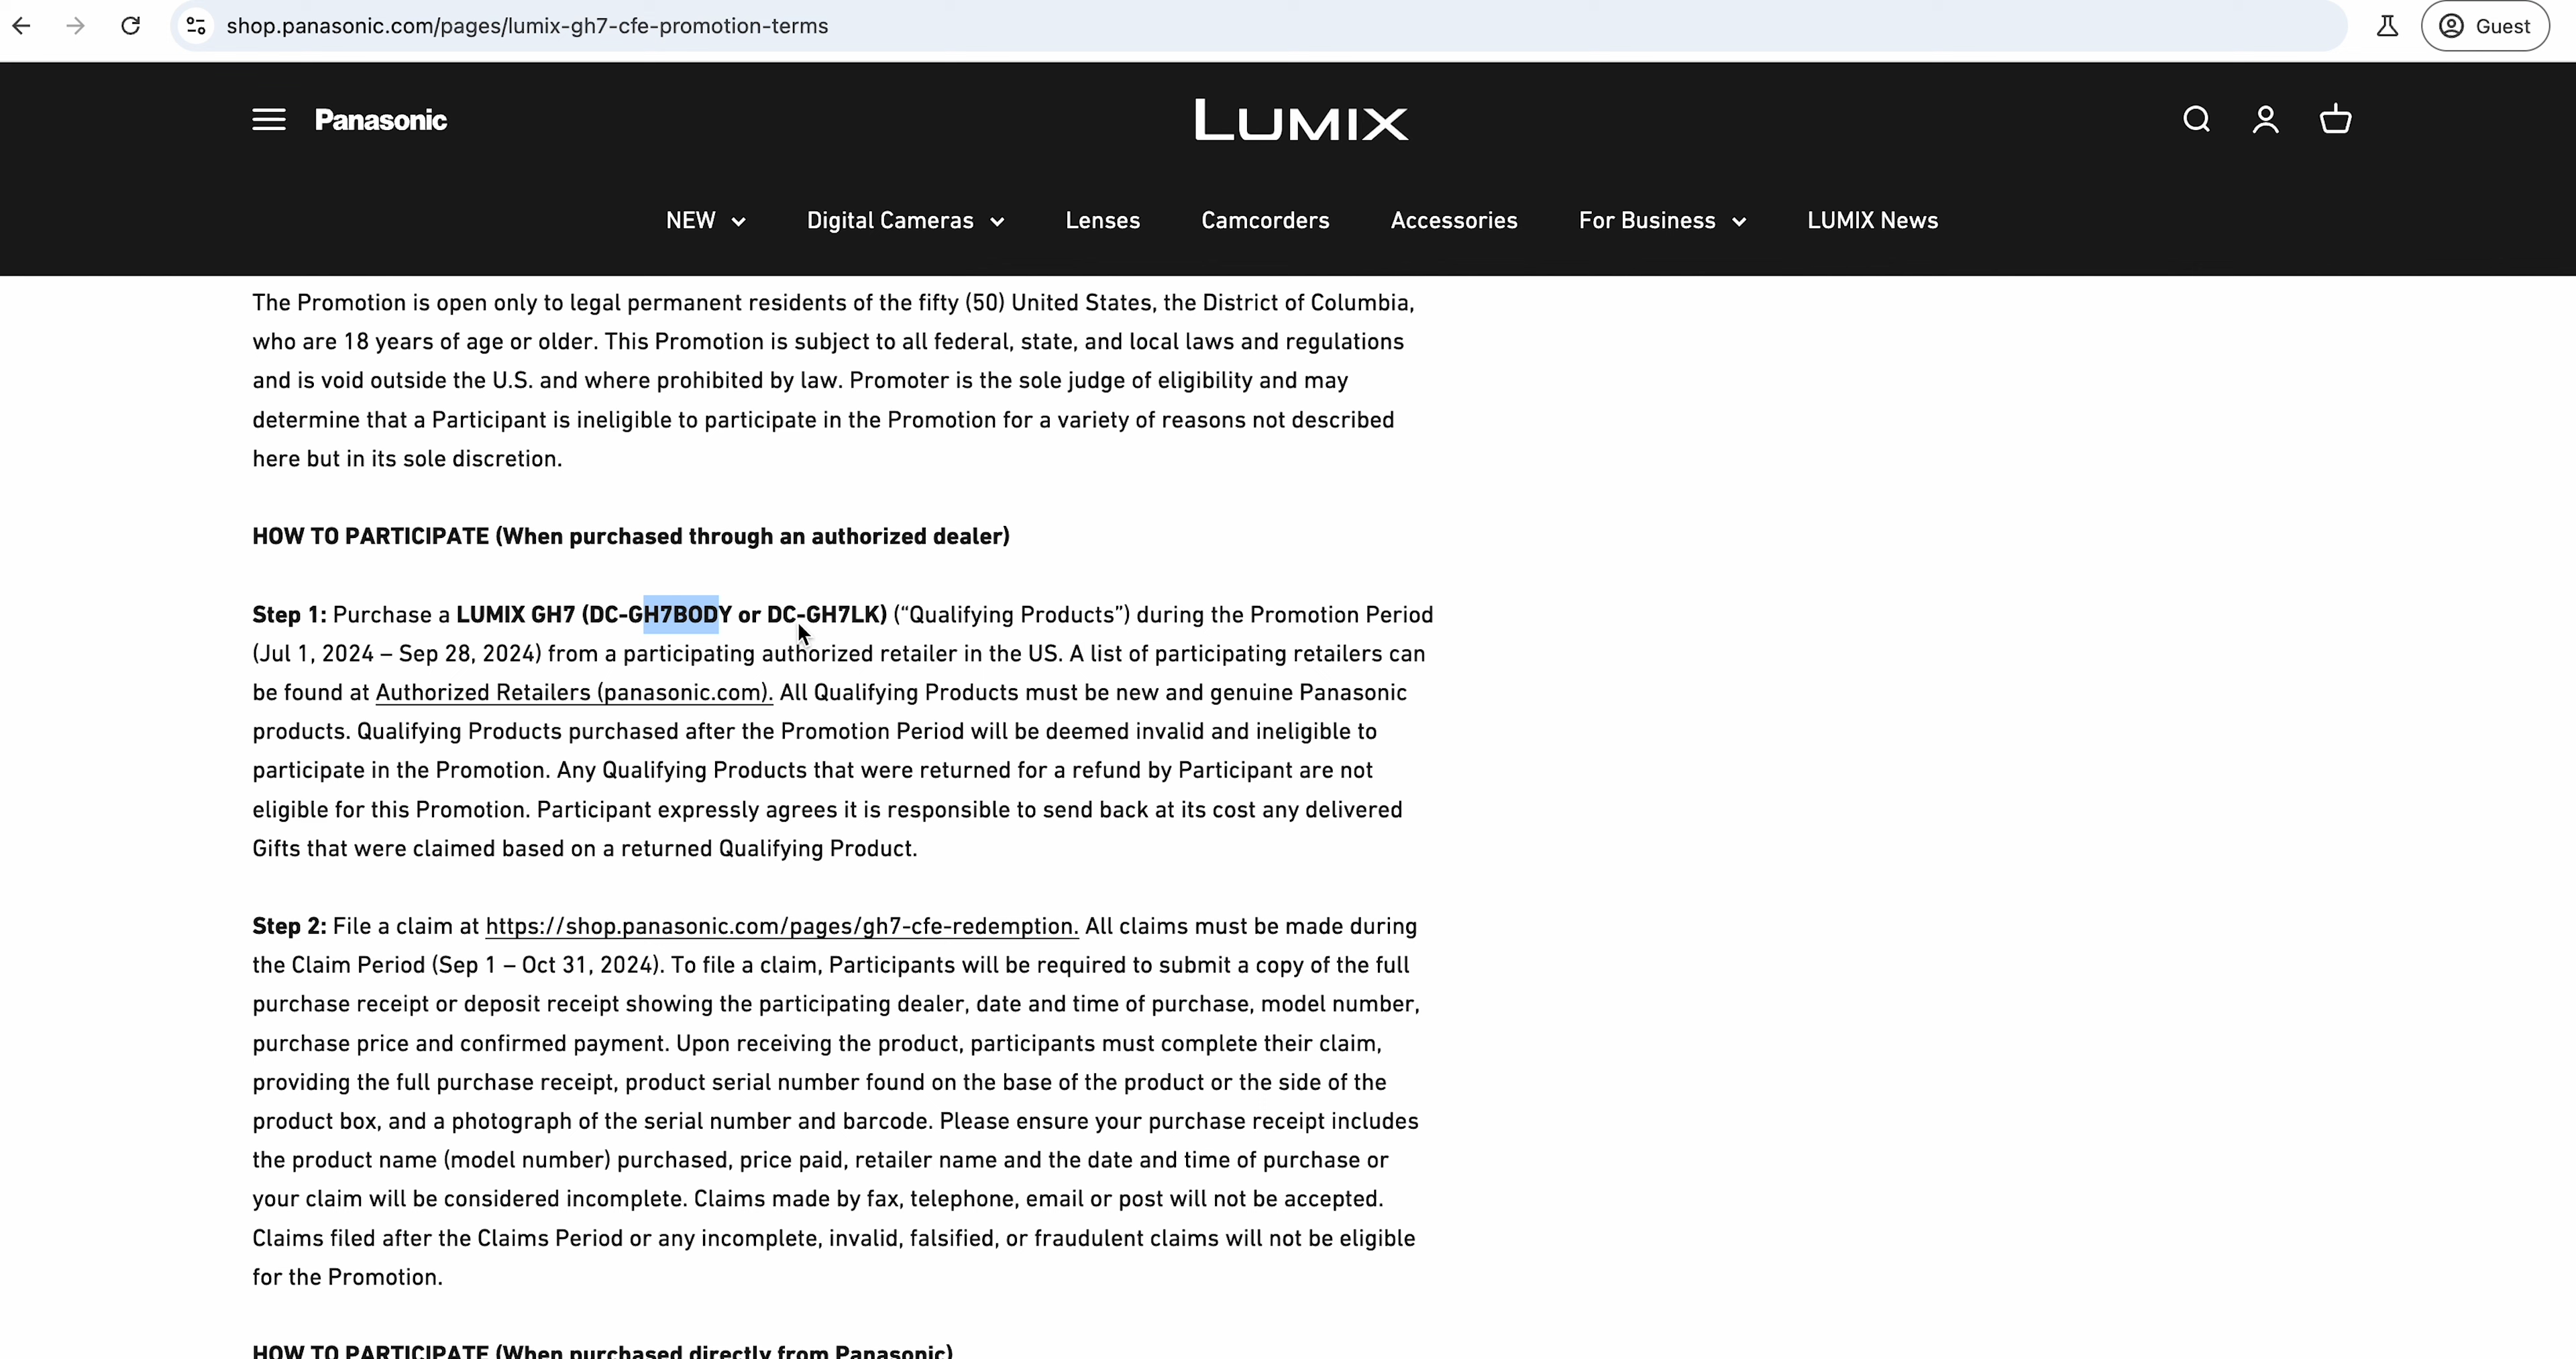 shop.panasonic.com/pages/lumix-gh7-cfe-promotion-terms
Guest
Panasonic
LUMIX
NEW Digital Cameras Lenses Camcorders Accessories For Business LUMIX News
The Promotion is open only to legal permanent residents of the fifty (50) United States, the District of Columbia,
who are 18 years of age or older. This Promotion is subject to all federal, state, and local laws and regulations
and is void outside the U.S. and where prohibited by law. Promoter is the sole judge of eligibility and may
determine that a Participant is ineligible to participate in the Promotion for a variety of reasons not described
here but in its sole discretion.
HOW TO PARTICIPATE (When purchased through an authorized dealer)
Step 1: Purchase a LUMIX GH7 (DC-GH7BODY or DC-GH7LK) (“Qualifying Products”) during the Promotion Period
(Jul 1, 2024 – Sep 28, 2024) from a participating authorized retailer in the US. A list of participating retailers can
be found at Authorized Retailers (panasonic.com). All Qualifying Products must be new and genuine Panasonic
products. Qualifying Products purchased after the Promotion Period will be deemed invalid and ineligible to
participate in the Promotion. Any Qualifying Products that were returned for a refund by Participant are not
eligible for this Promotion. Participant expressly agrees it is responsible to send back at its cost any delivered
Gifts that were claimed based on a returned Qualifying Product.
Step 2: File a claim at https://shop.panasonic.com/pages/gh7-cfe-redemption. All claims must be made during
the Claim Period (Sep 1 – Oct 31, 2024). To file a claim, Participants will be required to submit a copy of the full
purchase receipt or deposit receipt showing the participating dealer, date and time of purchase, model number,
purchase price and confirmed payment. Upon receiving the product, participants must complete their claim,
providing the full purchase receipt, product serial number found on the base of the product or the side of the
product box, and a photograph of the serial number and barcode. Please ensure your purchase receipt includes
the product name (model number) purchased, price paid, retailer name and the date and time of purchase or
your claim will be considered incomplete. Claims made by fax, telephone, email or post will not be accepted.
Claims filed after the Claims Period or any incomplete, invalid, falsified, or fraudulent claims will not be eligible
for the Promotion.
HOW TO PARTICIPATE (When purchased directly from Panasonic)